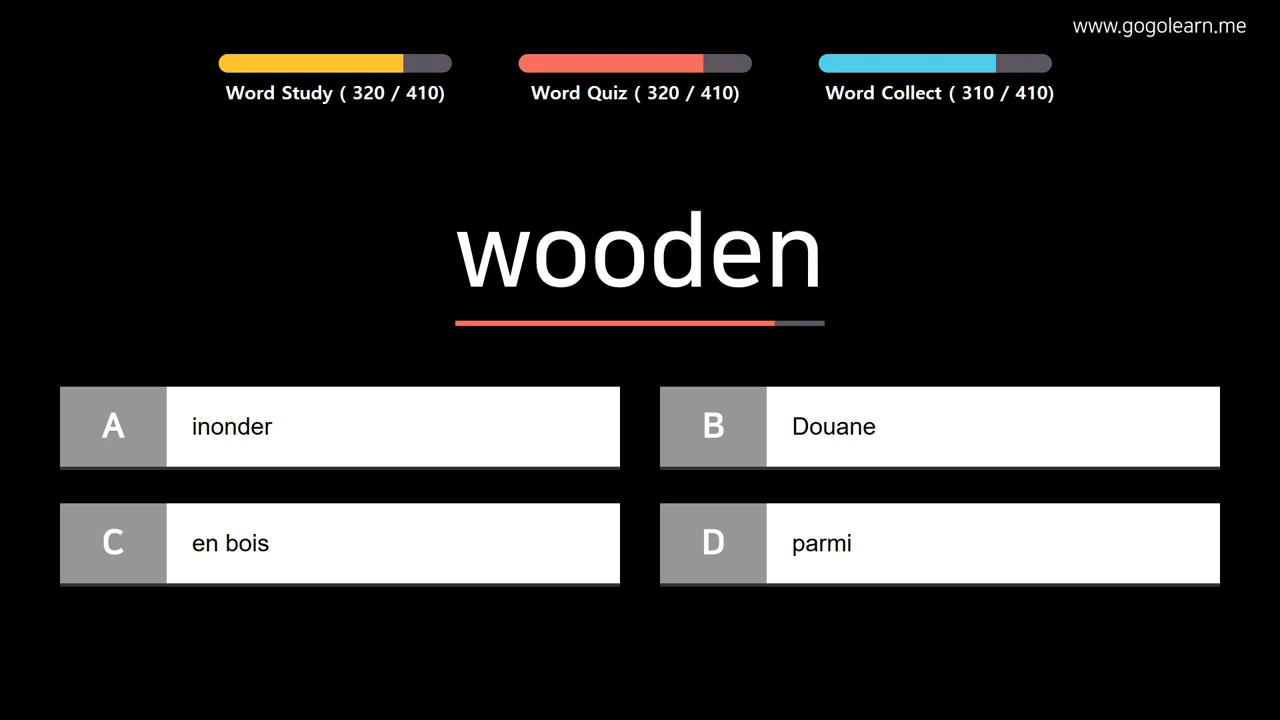 www.gogolearn.me
Word Study ( 320 / 410)
Word Quiz ( 320 / 410)
Word Collect ( 310 / 410)
wooden
A inonder
B Douane
C en bois
D parmi